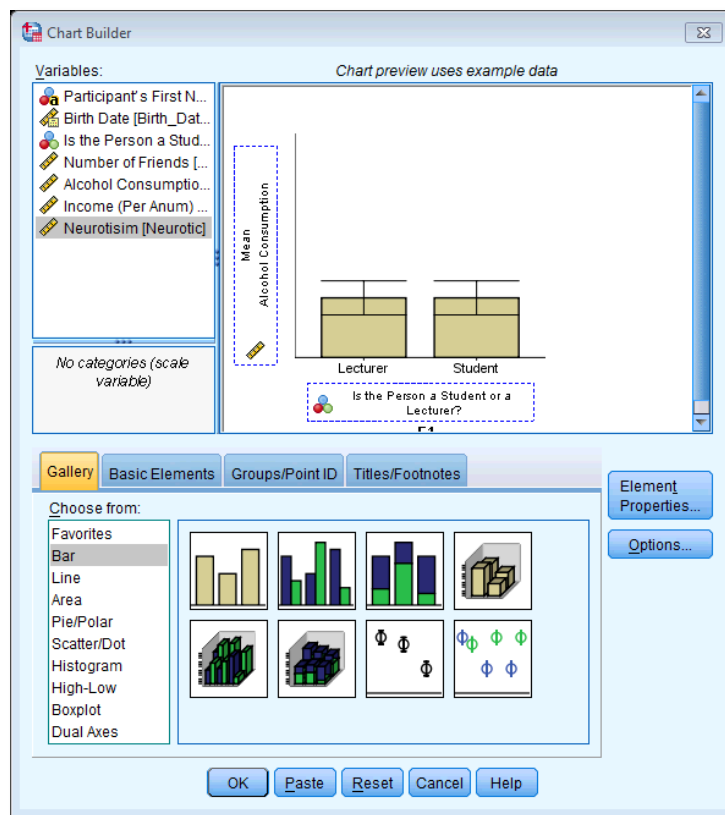 Chart Builder
Variables:
Chart preview uses example data
Participant's First N...
Birth Date [Birth_Dat...
Is the Person a Stud...
Number of Friends [...
Alcohol Consumptio...
Income (Per Anum) ...
Neurotisim [Neurotic]
No categories (scale
variable)
Mean
Alcohol Consumption
Lecturer
Student
Is the Person a Student or a
Lecturer?
Gallery
Basic Elements
Groups/Point ID
Titles/Footnotes
Choose from:
Favorites
Bar
Line
Area
Pie/Polar
Scatter/Dot
Histogram
High-Low
Boxplot
Dual Axes
Element
Properties...
Options...
OK
Paste
Reset
Cancel
Help